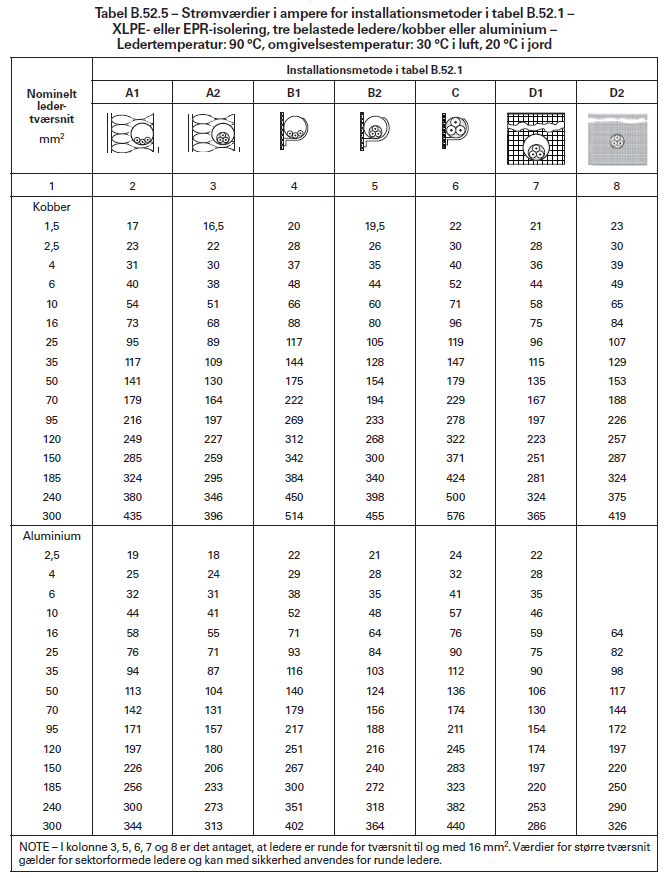 Tabel B.52.5 – Strømværdier i ampere for installationsmetoder i tabel B.52.1 –
XLPE- eller EPR-isolering, tre belastede ledere/kobber eller aluminium –
Ledertemperatur: 90 ºC, omgivelsestemperatur: 30 ºC i luft, 20 ºC i jord
Nominelt
leder-
tværsnit
mm²
Installationsmetode i tabel B.52.1
A1 A2 B1 B2 C D1 D2
1 2 3 4 5 6 7 8
Kobber
1,5 17 16,5 20 19,5 22 21 23
2,5 23 22 28 26 30 28 30
4 31 30 37 35 40 36 39
6 40 38 48 44 52 44 49
10 54 51 66 60 71 58 65
16 73 68 88 80 96 75 84
25 95 89 117 105 119 96 107
35 117 109 144 128 147 115 129
50 141 130 175 154 179 135 153
70 179 164 222 194 229 167 188
95 216 197 269 233 278 197 226
120 249 227 312 268 322 223 257
150 285 259 342 300 371 251 287
185 324 295 384 340 424 281 324
240 380 346 450 398 500 324 375
300 435 396 514 455 576 365 419
Aluminium
2,5 19 18 22 21 24 22
4 25 24 29 28 32 28
6 32 31 38 35 41 35
10 44 41 52 48 57 46
16 58 55 71 64 76 59 64
25 76 71 93 84 90 75 82
35 94 87 116 103 112 90 98
50 113 104 140 124 136 106 117
70 142 131 179 156 174 130 144
95 171 157 217 188 211 154 172
120 197 180 251 216 245 174 197
150 226 206 267 240 283 197 220
185 256 233 300 272 323 220 250
240 300 273 351 318 382 253 290
300 344 313 402 364 440 286 326
NOTE – I kolonne 3, 5, 6, 7 og 8 er det antaget, at ledere er runde for tværsnit til og med 16 mm². Værdier for større tværsnit
gælder for sektorformede ledere og kan med sikkerhed anvendes for runde ledere.